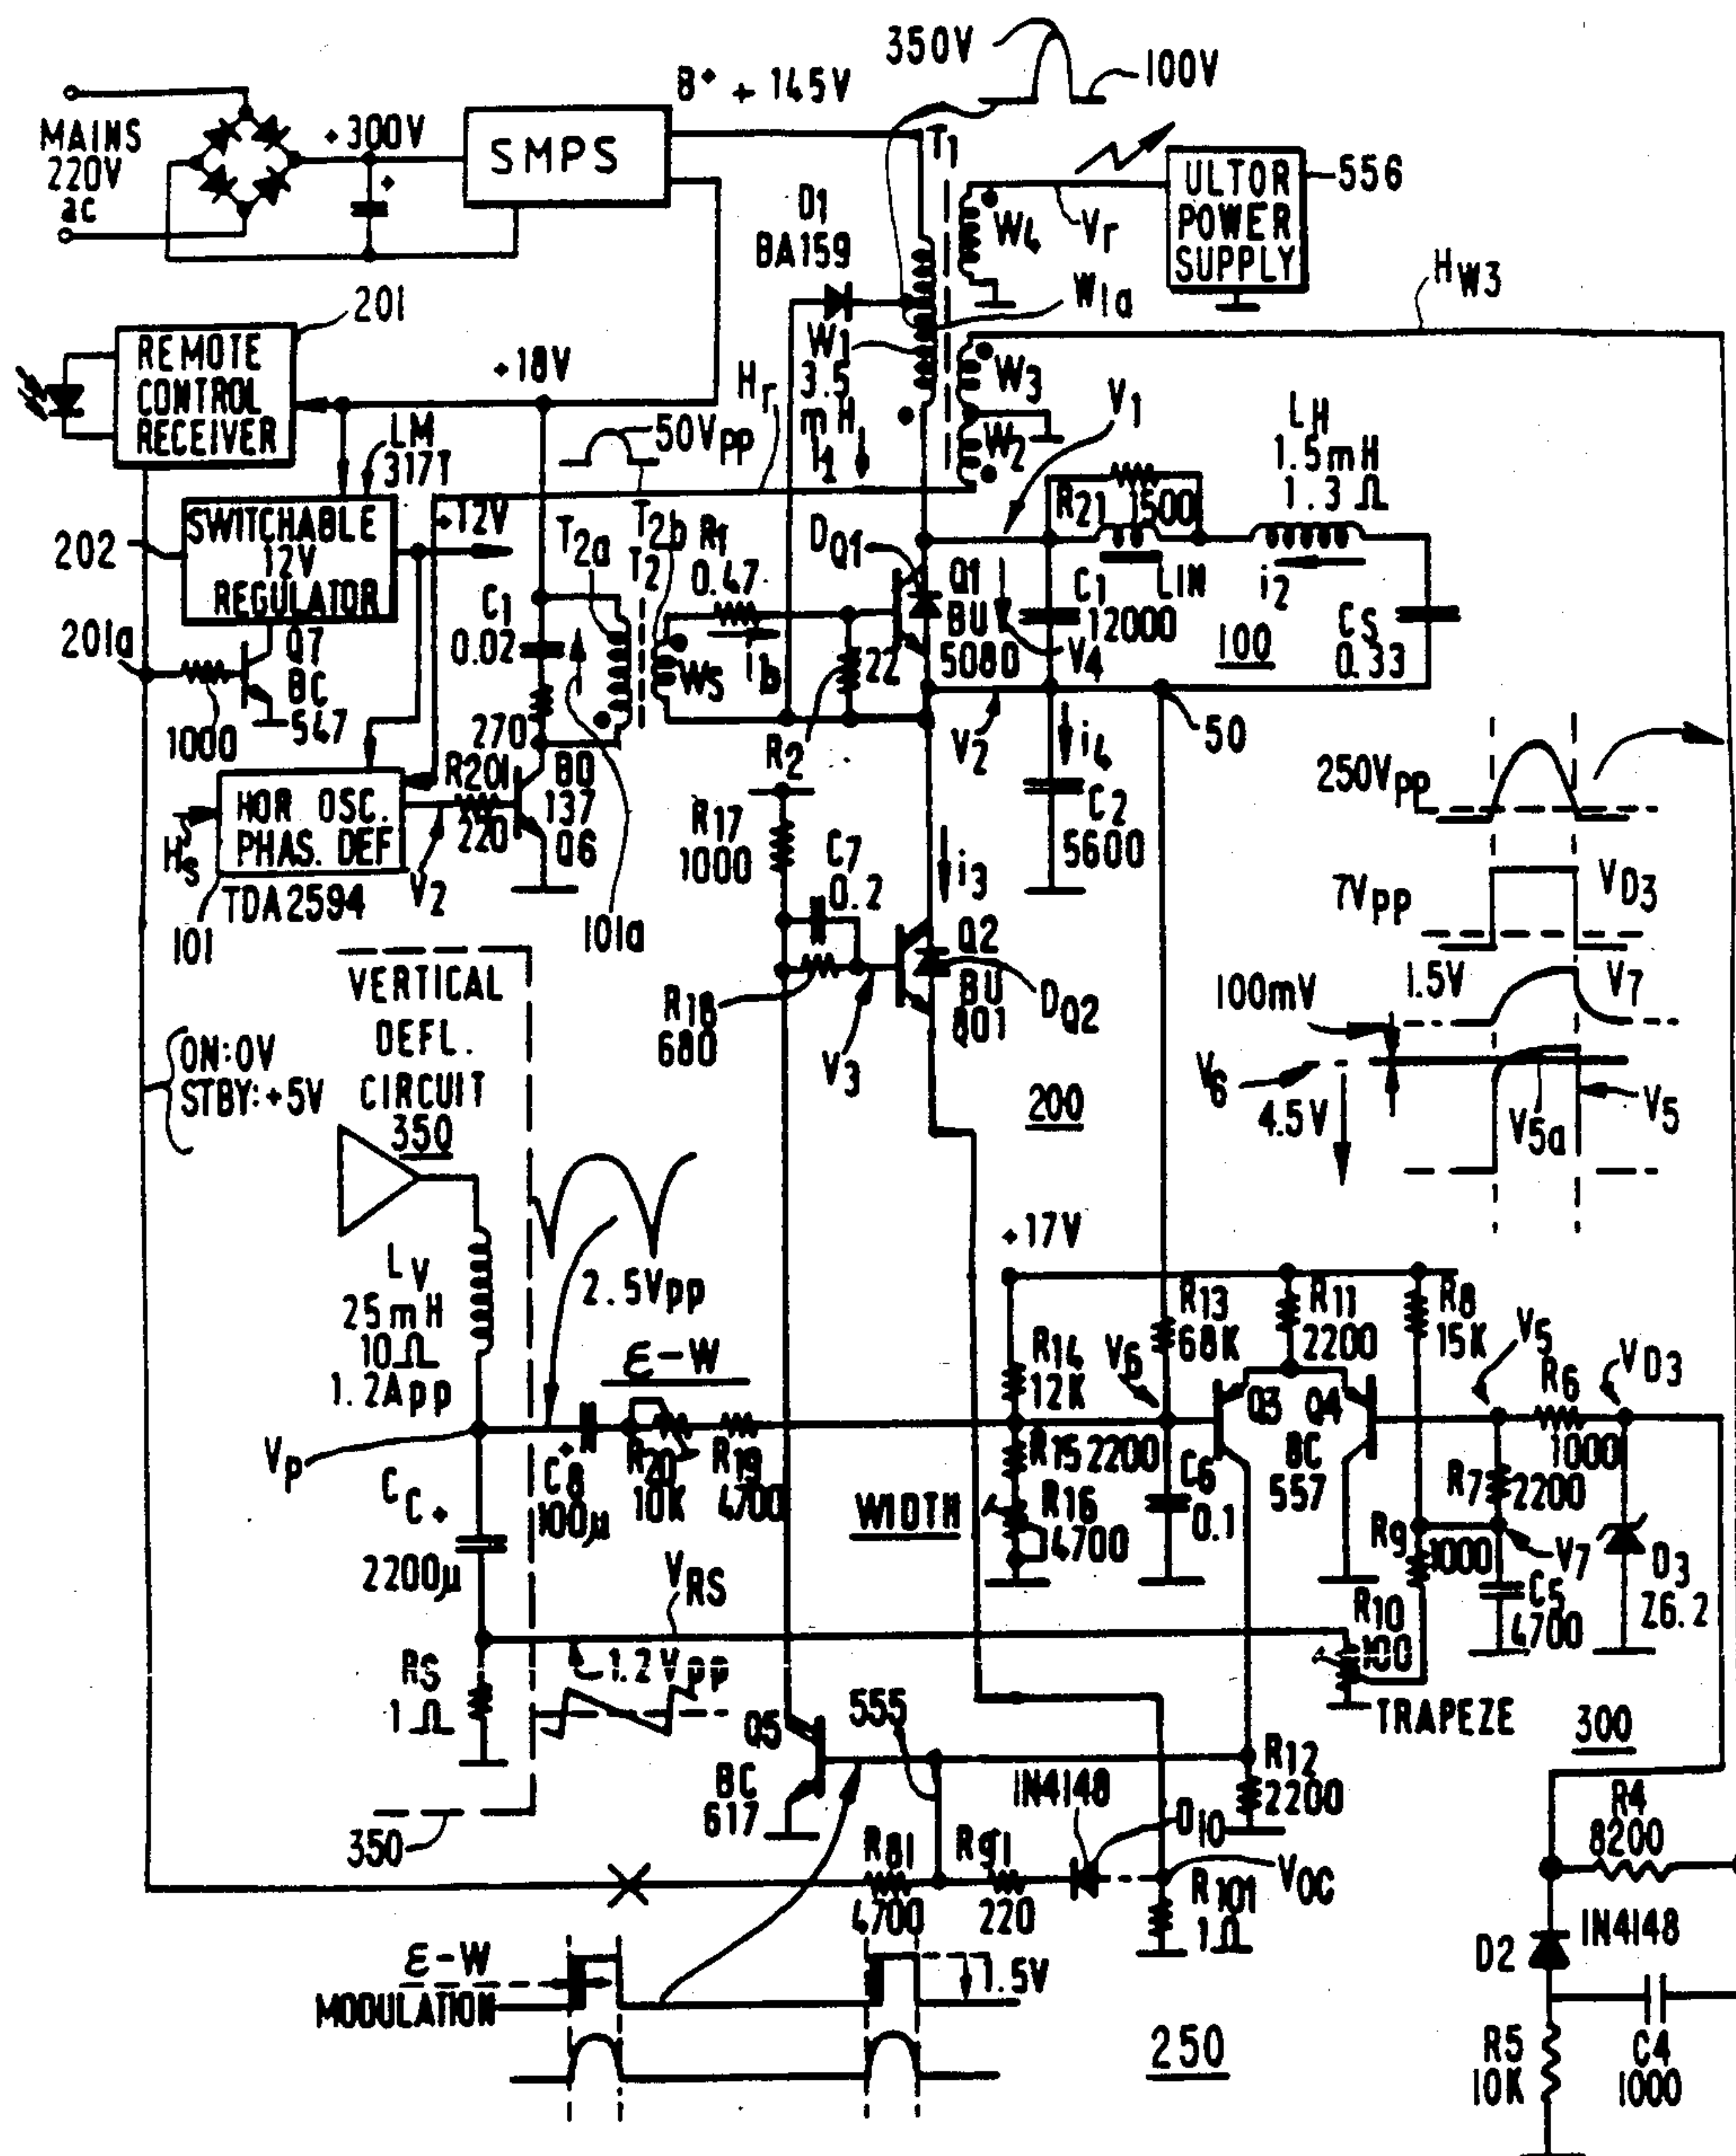 350V
100V
B+ + 145V
MAINS
220V
ac
+300V
SMPS
T1
ULTOR
POWER
SUPPLY
556
D1
BA159
W4
Vr
W1a
HW3
201
REMOTE
CONTROL
RECEIVER
+18V
W1
3.5
mH
I1
Hr
W3
W2
V1
LH
1.5mH
1.3 Ω
50Vpp
LM
317T
+12V
SWITCHABLE
12V
REGULATOR
202
T2a
T2b
T2
R1
0.47
DQ1
R21
1500
LIN
i2
Q1
BU
508D
C1
12000
V4
100
CS
0.33
C1
0.02
WS
ib
22
R2
201a
Q7
BC
547
1000
270
V2
i4
50
HOR OSC.
PHAS. DEF
HS
TDA2594
101
R201
220
V2
BD
137
Q6
101a
R17
1000
C7
0.2
i3
C2
5600
250Vpp
7Vpp
VD3
1.5V
V7
100mV
V6
4.5V
V5a
V5
Q2
BU
801
DQ2
R18
680
V3
200
VERTICAL
DEFL.
CIRCUIT
350
ON:0V
STBY:+5V
LV
25mH
10Ω
1.2App
2.5Vpp
E-W
+17V
R14
12K
V6
R13
68K
R11
2200
R8
15K
V5
R6
1000
VD3
VP
CC +
2200μ
C8
100μ
R20
10K
R19
4700
R15
2200
WIDTH
R16
4700
C6
0.1
Q3
Q4
BC
557
R7
2200
R9
1000
V7
C5
4700
D3
Z6.2
VRS
1.2Vpp
RS
1Ω
R10
100
TRAPEZE
300
350
Q5
BC
617
555
1N4148
D10
R12
2200
R81
4700
R91
220
R101
1Ω
VOC
R4
8200
E-W
MODULATION
1.5V
250
D2
1N4148
R5
10K
C4
1000